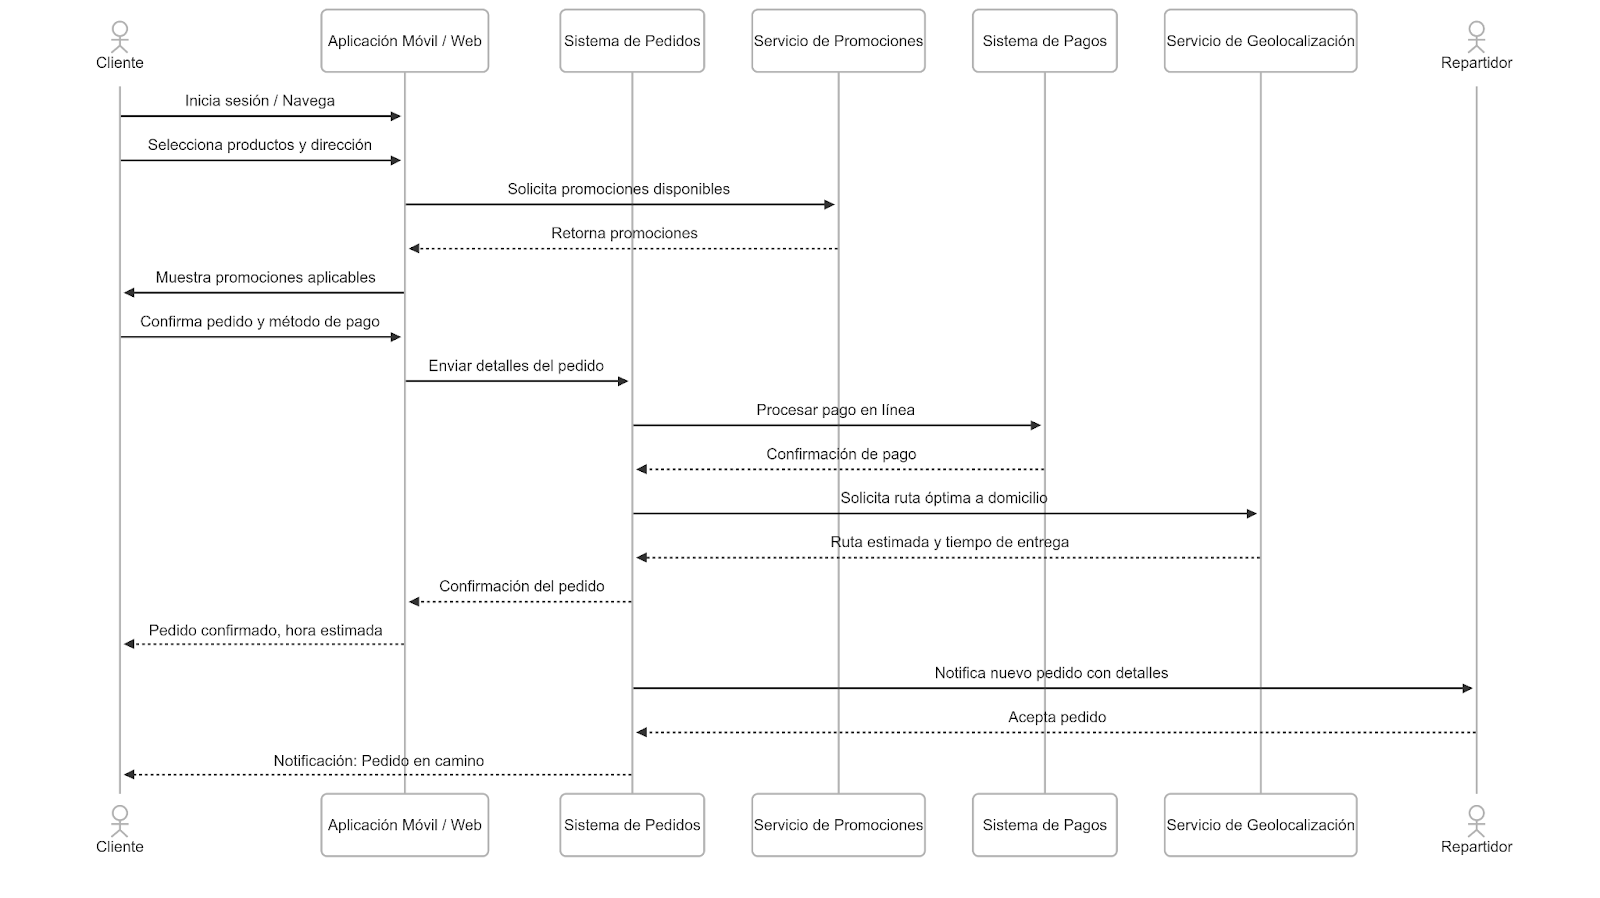 Cliente
Aplicación Móvil / Web
Sistema de Pedidos
Servicio de Promociones
Sistema de Pagos
Servicio de Geolocalización
Repartidor
Inicia sesión / Navega
Selecciona productos y dirección
Solicita promociones disponibles
Retorna promociones
Muestra promociones aplicables
Confirma pedido y método de pago
Enviar detalles del pedido
Procesar pago en línea
Confirmación de pago
Solicita ruta óptima a domicilio
Ruta estimada y tiempo de entrega
Confirmación del pedido
Pedido confirmado, hora estimada
Notifica nuevo pedido con detalles
Acepta pedido
Notificación: Pedido en camino
Cliente
Aplicación Móvil / Web
Sistema de Pedidos
Servicio de Promociones
Sistema de Pagos
Servicio de Geolocalización
Repartidor